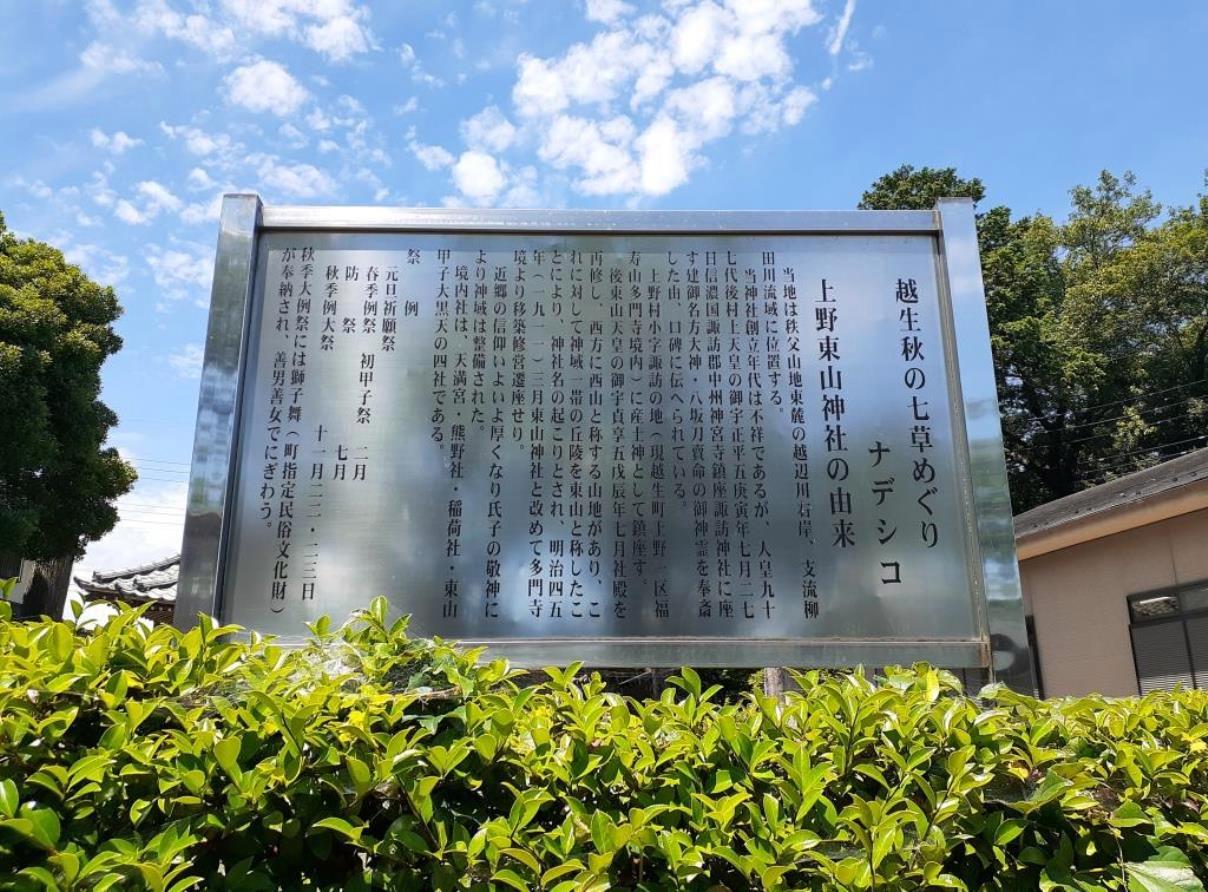 越生秋の七草めぐり
ナデシコ
上野東山神社の由来
当地は秩父山地東麓の越辺川右岸、支流柳
田川流域に位置する。
当神社創立年代は不祥であるが、人皇九十
七代後村上天皇の御宇正平五庚寅年七月二七
日信濃国諏訪郡中州神宮寺鎮座諏訪神社に座
す建御名方大神・八坂刀賣命の御神霊を奉斎
した由、口碑に伝へられている。
上野村小字諏訪の地(現越生町上野一区福
寿山多門寺境内)に産土神として鎮座す。
後東山天皇の御宇貞享五戊辰年七月社殿を
再修し、西方に西山と称する山地があり、こ
れに対して神域一帯の丘陵を東山と称したこ
とにより、神社名の起こりとされ、明治四五
年(一九一一)三月東山神社と改めて多門寺
境より移築修営遷座せり。
近郷の信仰いよいよ厚くなり氏子の敬神に
より神域は整備された。
境内社は、天満宮・熊野社・稲荷社・東山
甲子大黒天の四社である。
祭 例
元旦祈願祭
春季例祭 初甲子祭 二月
防 祭 七月
秋季例大祭 十一月二二・二三日
秋季大例祭には獅子舞(町指定民俗文化財)
が奉納され、善男善女でにぎわう。